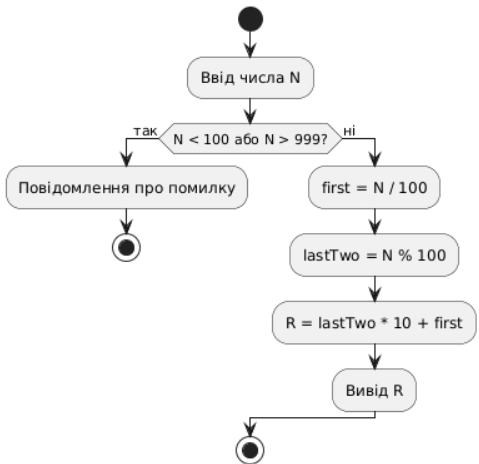 Ввід числа N
N < 100 або N > 999?
так
ні
Повідомлення про помилку
first = N / 100
lastTwo = N % 100
R = lastTwo * 10 + first
Вивід R